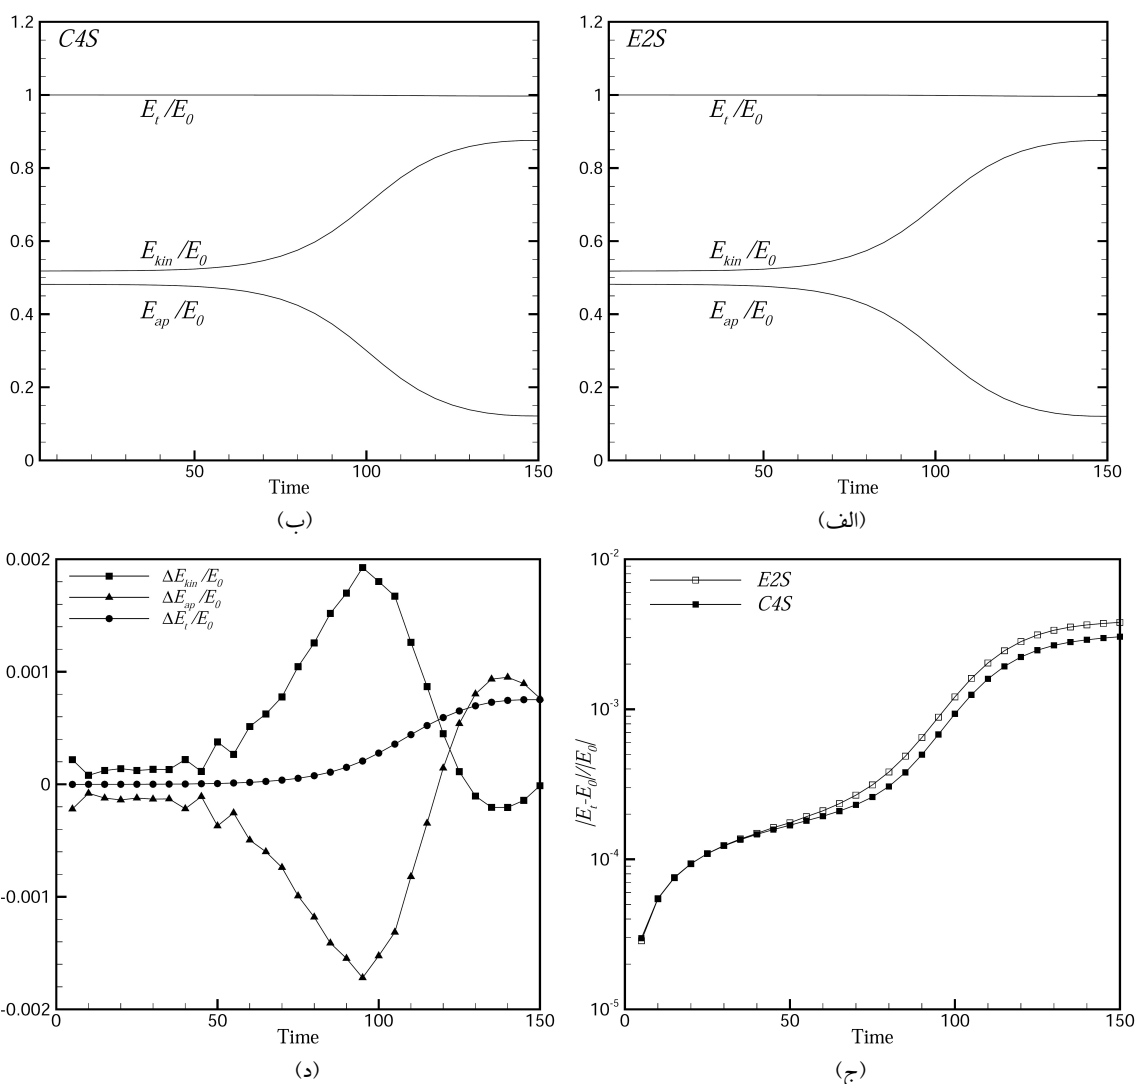 C4S
1.2
1
0.8
0.6
0.4
0.2
0
E_t /E_0
E_kin /E_0
E_ap /E_0
50
100
150
Time
(ب)
E2S
1.2
1
0.8
0.6
0.4
0.2
0
E_t /E_0
E_kin /E_0
E_ap /E_0
50
100
150
Time
(الف)
0.002
0.001
0
-0.001
-0.002
ΔE_kin /E_0
ΔE_ap /E_0
ΔE_t /E_0
0
50
100
150
Time
(د)
10^-2
10^-3
10^-4
10^-5
|E_t-E_0|/|E_0|
E2S
C4S
0
50
100
150
Time
(ج)